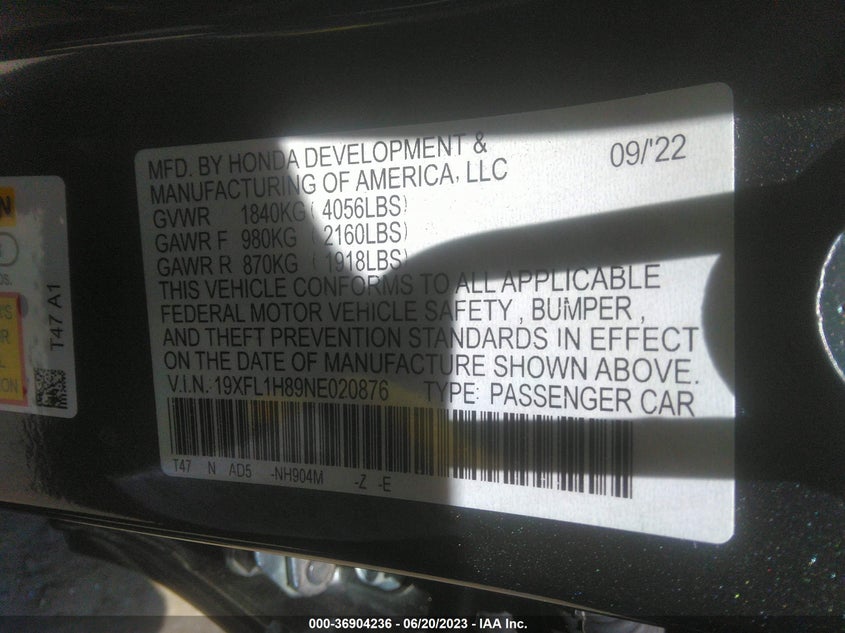 MFD. BY HONDA DEVELOPMENT &
MANUFACTURING OF AMERICA, LLC
09/'22
GVWR 1840KG( 4056LBS)
GAWR F 980KG ( 2160LBS)
GAWR R 870KG ( 1918LBS)
THIS VEHICLE CONFORMS TO ALL APPLICABLE
FEDERAL MOTOR VEHICLE SAFETY , BUMPER ,
AND THEFT PREVENTION STANDARDS IN EFFECT
ON THE DATE OF MANUFACTURE SHOWN ABOVE.
V.I.N. 19XFL1H89NE020876 TYPE: PASSENGER CAR
T47 N AD5 -NH904M -Z -E
T47 A1
000-36904236 - 06/20/2023 - IAA Inc.